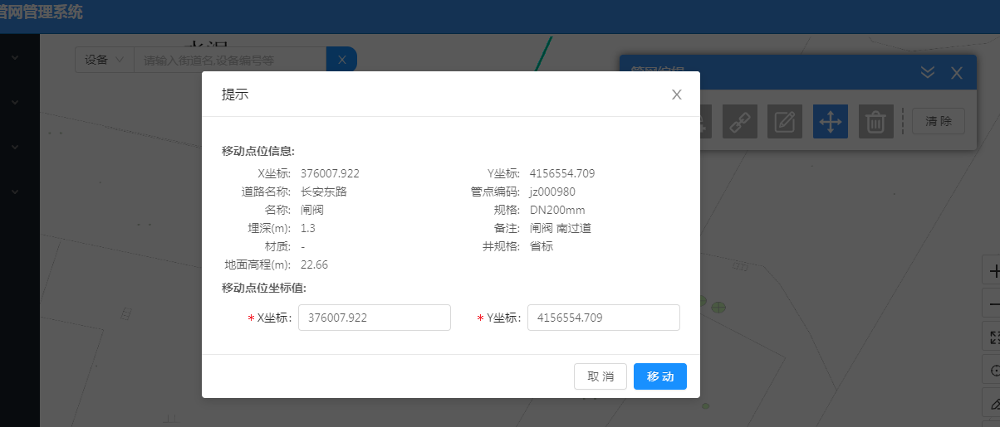 管网管理系统
设备 请输入街道名,设备编号等 X
管网编辑
清 除
提示
移动点位信息:
X坐标: 376007.922 Y坐标: 4156554.709
道路名称: 长安东路 管点编码: jz000980
名称: 闸阀 规格: DN200mm
埋深(m): 1.3 备注: 闸阀 南过道
材质: - 井规格: 省标
地面高程(m): 22.66
移动点位坐标值:
* X坐标: 376007.922 * Y坐标: 4156554.709
取 消 移 动